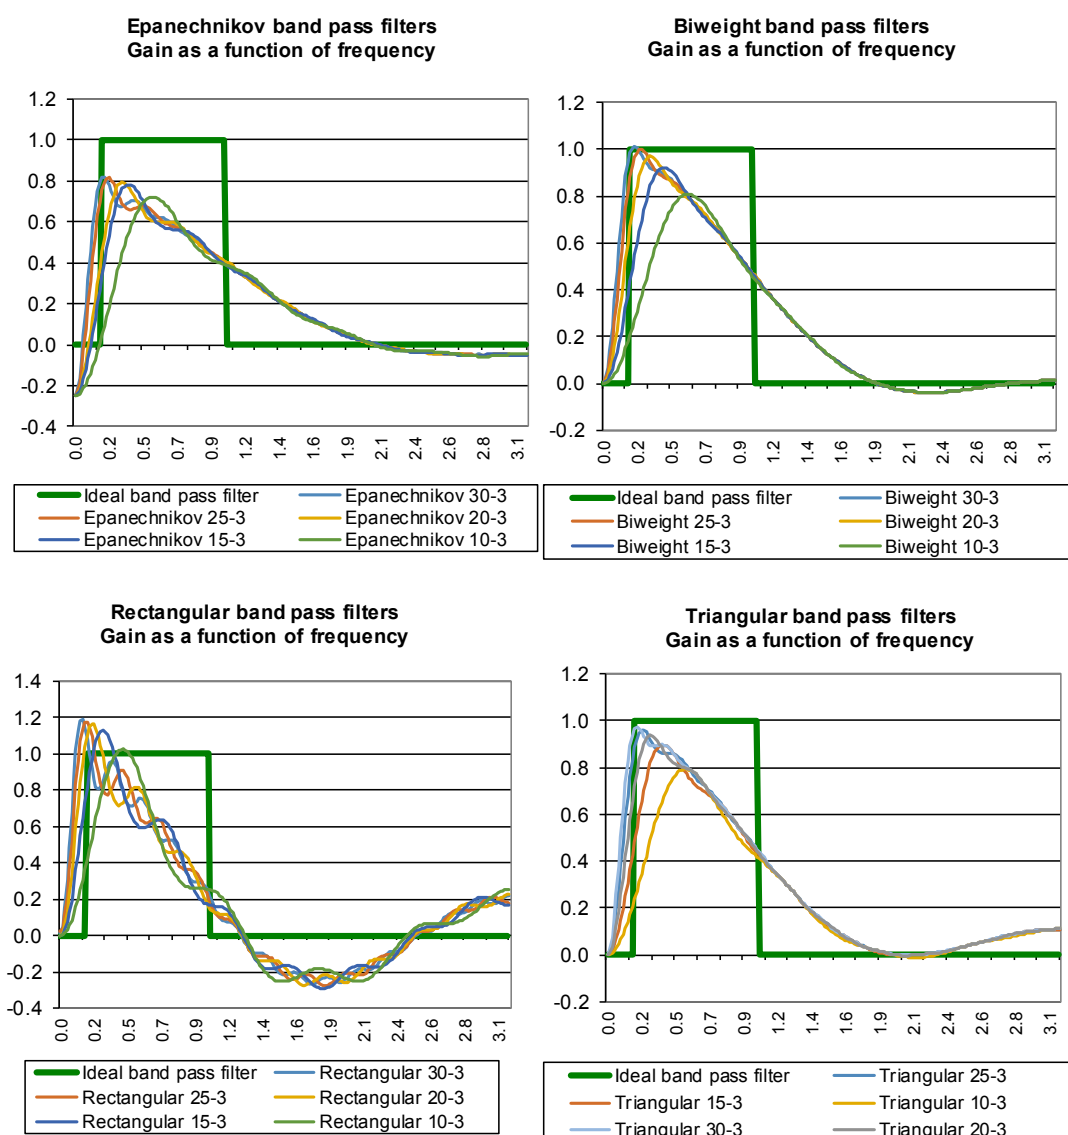 Epanechnikov band pass filters
Gain as a function of frequency
1.2
1.0
0.8
0.6
0.4
0.2
0.0
-0.2
-0.4
0.0 0.2 0.5 0.7 0.9 1.2 1.4 1.6 1.9 2.1 2.4 2.6 2.8 3.1
Ideal band pass filter Epanechnikov 30-3
Epanechnikov 25-3 Epanechnikov 20-3
Epanechnikov 15-3 Epanechnikov 10-3
Biweight band pass filters
Gain as a function of frequency
1.2
1.0
0.8
0.6
0.4
0.2
0.0
-0.2
0.0 0.2 0.5 0.7 0.9 1.2 1.4 1.6 1.9 2.1 2.4 2.6 2.8 3.1
Ideal band pass filter Biweight 30-3
Biweight 25-3 Biweight 20-3
Biweight 15-3 Biweight 10-3
Rectangular band pass filters
Gain as a function of frequency
1.4
1.2
1.0
0.8
0.6
0.4
0.2
0.0
-0.2
-0.4
0.0 0.2 0.5 0.7 0.9 1.2 1.4 1.6 1.9 2.1 2.4 2.6 2.8 3.1
Ideal band pass filter Rectangular 30-3
Rectangular 25-3 Rectangular 20-3
Rectangular 15-3 Rectangular 10-3
Triangular band pass filters
Gain as a function of frequency
1.2
1.0
0.8
0.6
0.4
0.2
0.0
-0.2
0.0 0.2 0.5 0.7 0.9 1.2 1.4 1.6 1.9 2.1 2.4 2.6 2.8 3.1
Ideal band pass filter Triangular 25-3
Triangular 15-3 Triangular 10-3
Triangular 30-3 Triangular 20-3